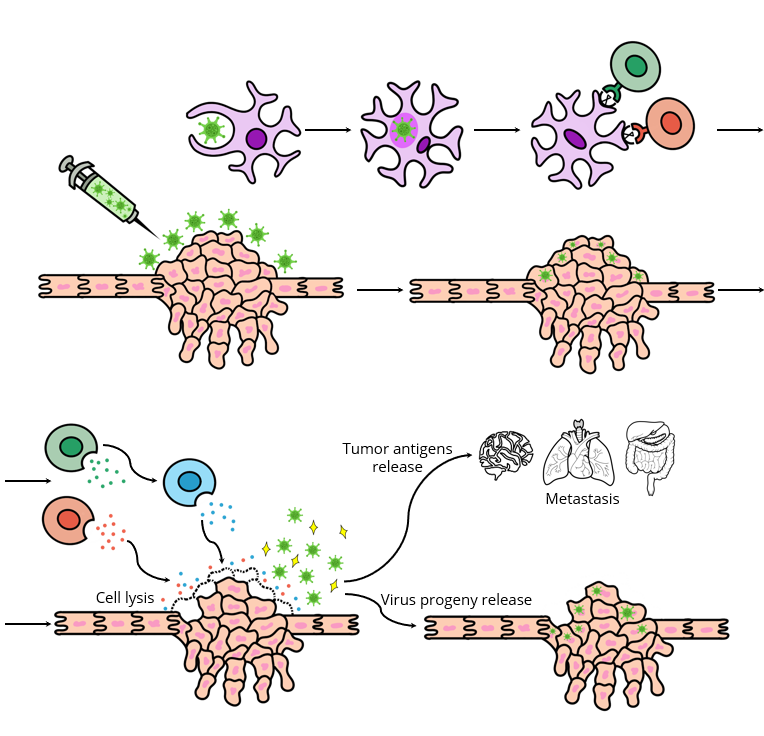 Tumor antigens
release
Metastasis
Cell lysis
Virus progeny release